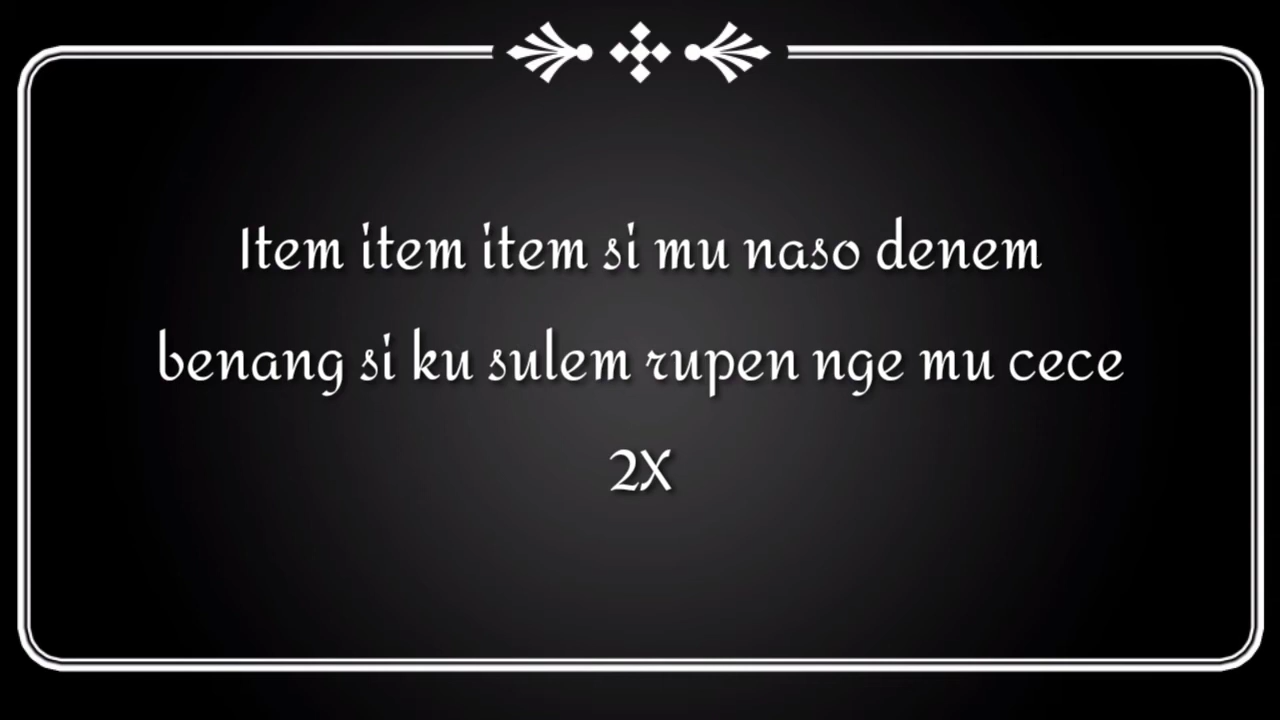 Item item item si mu naso denem
benang si ku sulem rupen nge mu cece
2X